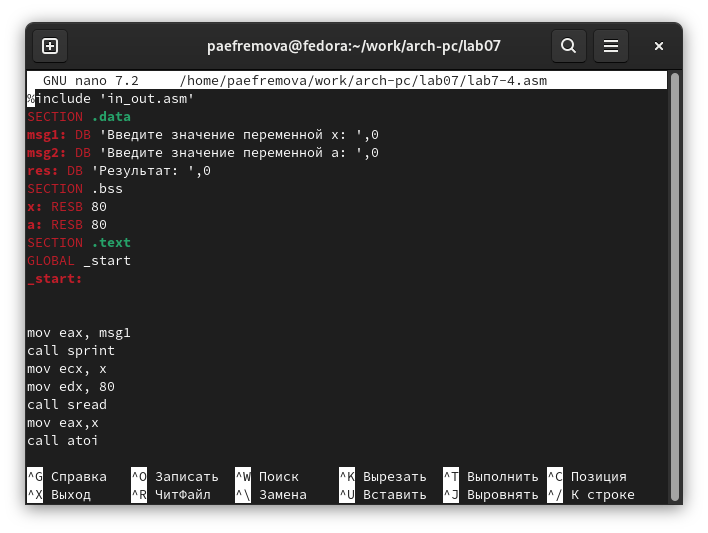 paefremova@fedora:~/work/arch-pc/lab07
GNU nano 7.2 /home/paefremova/work/arch-pc/lab07/lab7-4.asm
%include 'in_out.asm'
SECTION .data
msg1: DB 'Введите значение переменной x: ',0
msg2: DB 'Введите значение переменной a: ',0
res: DB 'Результат: ',0
SECTION .bss
x: RESB 80
a: RESB 80
SECTION .text
GLOBAL _start
_start:
mov eax, msg1
call sprint
mov ecx, x
mov edx, 80
call sread
mov eax,x
call atoi
^G Справка ^O Записать ^W Поиск ^K Вырезать ^T Выполнить ^C Позиция
^X Выход ^R ЧитФайл ^\ Замена ^U Вставить ^J Выровнять ^/ К строке